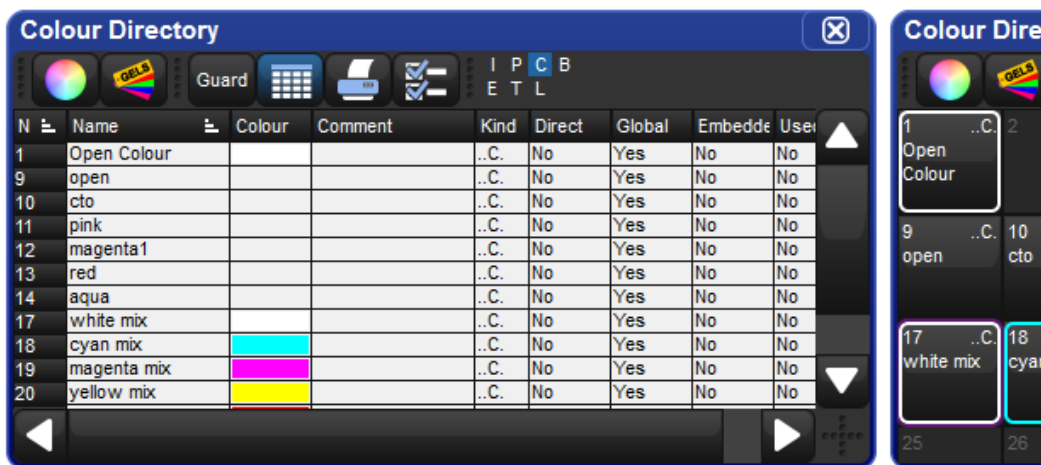 Colour Directory
GELS
Guard
I P C B
E T L
N Name Colour Comment Kind Direct Global Embedde Used
1 Open Colour ..C. No Yes No No
9 open ..C. No Yes No No
10 cto ..C. No Yes No No
11 pink ..C. No Yes No No
12 magenta1 ..C. No Yes No No
13 red ..C. No Yes No No
14 aqua ..C. No Yes No No
17 white mix ..C. No Yes No No
18 cyan mix ..C. No Yes No No
19 magenta mix ..C. No Yes No No
20 yellow mix ..C. No Yes No No
Colour Dire
GELS
1 ..C. 2
Open
Colour
9 ..C. 10
open cto
17 ..C. 18
white mix cyan
25 26